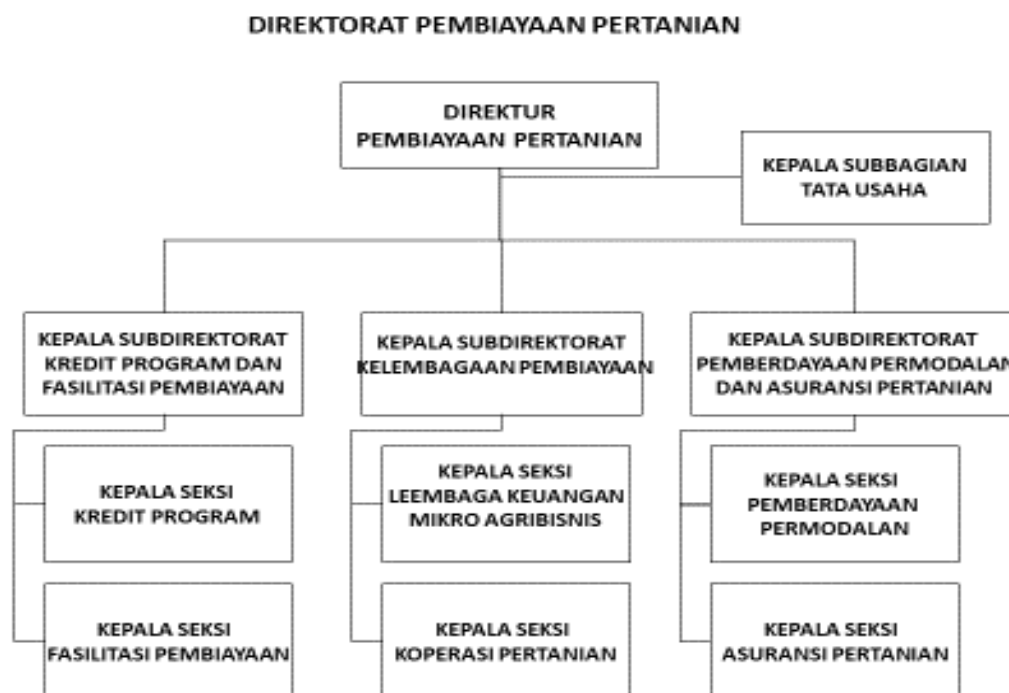 DIREKTORAT PEMBIAYAAN PERTANIAN
DIREKTUR
PEMBIAYAAN PERTANIAN
KEPALA SUBBAGIAN
TATA USAHA
KEPALA SUBDIREKTORAT
KREDIT PROGRAM DAN
FASILITASI PEMBIAYAAN
KEPALA SUBDIREKTORAT
KELEMBAGAAN PEMBIAYAAN
KEPALA SUBDIREKTORAT
PEMBERDAYAAN PERMODALAN
DAN ASURANSI PERTANIAN
KEPALA SEKSI
KREDIT PROGRAM
KEPALA SEKSI
LEEMBAGA KEUANGAN
MIKRO AGRIBISNIS
KEPALA SEKSI
PEMBERDAYAAN
PERMODALAN
KEPALA SEKSI
FASILITASI PEMBIAYAAN
KEPALA SEKSI
KOPERASI PERTANIAN
KEPALA SEKSI
ASURANSI PERTANIAN